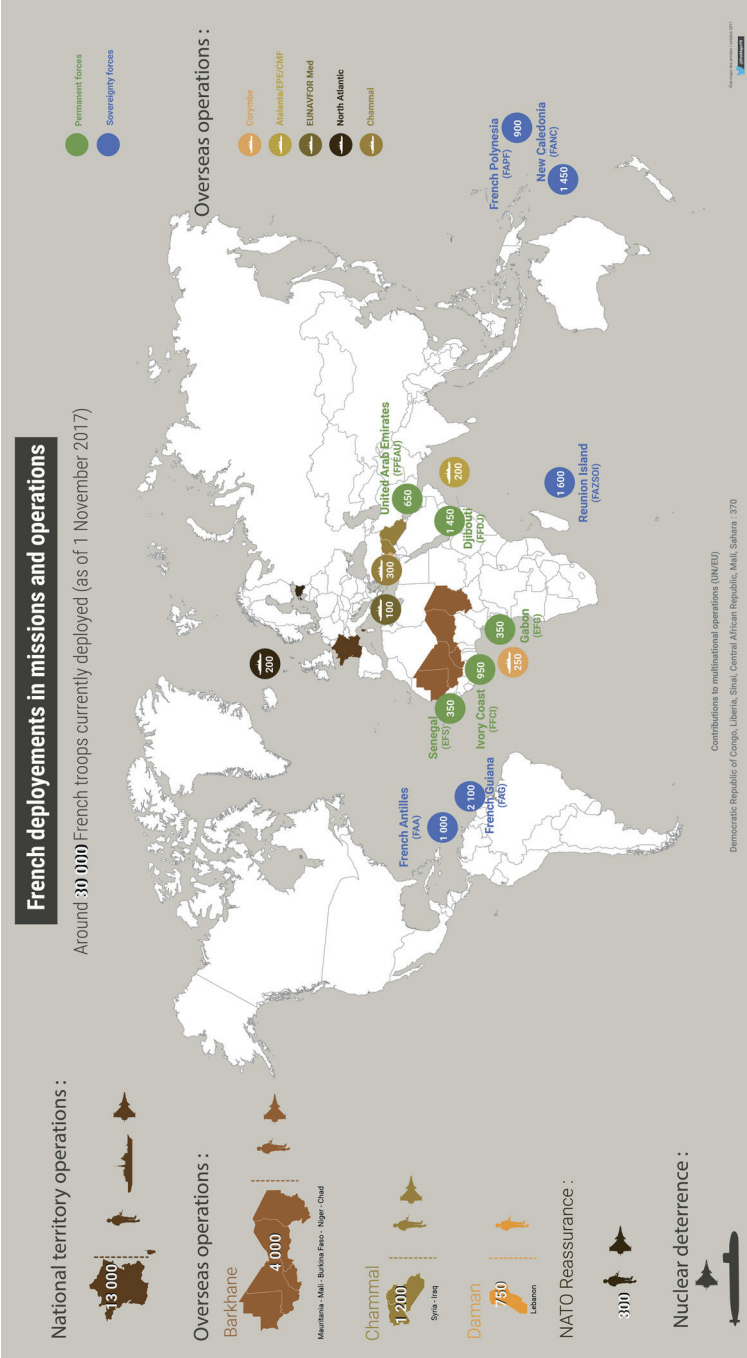 French deployements in missions and operations
Around 30 000 French troops currently deployed (as of 1 November 2017)
National territory operations :
13 000
Overseas operations :
Barkhane
4 000
Mauritania - Mali - Burkina Faso - Niger - Chad
Chammal
1 200
Syria - Iraq
Daman
750
Lebanon
NATO Reassurance :
300
Nuclear deterrence :
Permanent forces
Sovereignty forces
Overseas operations :
Corymbe
Atalanta/EPE/CMF
EUNAVFOR Med
North Atlantic
Chammal
200
100
300
United Arab Emirates
(FPEAU)
650
200
1 450
Djibouti
(FFDJ)
Senegal
(EFS)
350
Ivory Coast
(FFCI)
950
250
350
Gabon
(EFG)
French Antilles
(FAA)
1 000
2 100
French Guiana
(FAG)
1 600
Reunion Island
(FAZSOI)
French Polynesia
(FAPF)
900
New Caledonia
(FANC)
1 450
Contributions to multinational operations (UN/EU)
Democratic Republic of Congo, Liberia, Sinai, Central African Republic, Mali, Sahara : 370